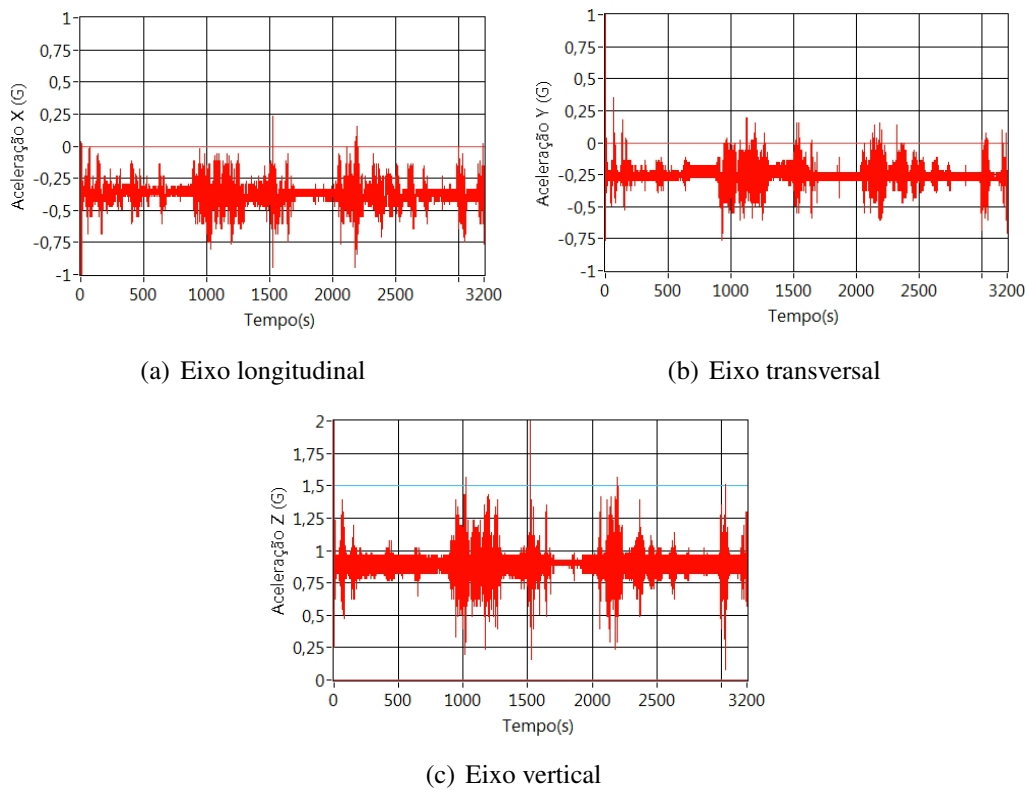 1
0,75
0,5
0,25
0
-0,25
-0,5
-0,75
-1
Aceleração X (G)
0 500 1000 1500 2000 2500 3200
Tempo(s)
(a) Eixo longitudinal
1
0,75
0,5
0,25
0
-0,25
-0,5
-0,75
-1
Aceleração Y (G)
0 500 1000 1500 2000 2500 3200
Tempo(s)
(b) Eixo transversal
2
1,75
1,5
1,25
1
0,75
0,5
0,25
0
Aceleração Z (G)
0 500 1000 1500 2000 2500 3200
Tempo(s)
(c) Eixo vertical